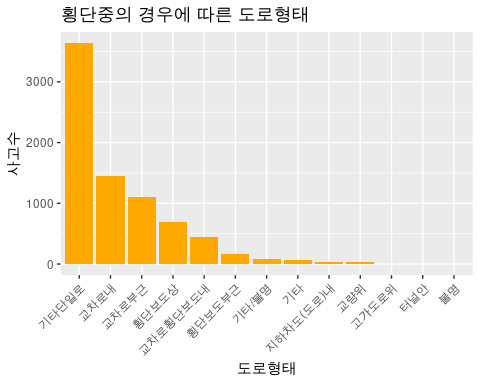 횡단중의 경우에 따른 도로형태
사고수
3000
2000
1000
0
기타단일로
교차로내
교차로부근
횡단보도상
교차로횡단보도내
횡단보도부근
기타/불명
기타
지하차도(도로)내
교량위
고가도로위
터널안
불명
도로형태